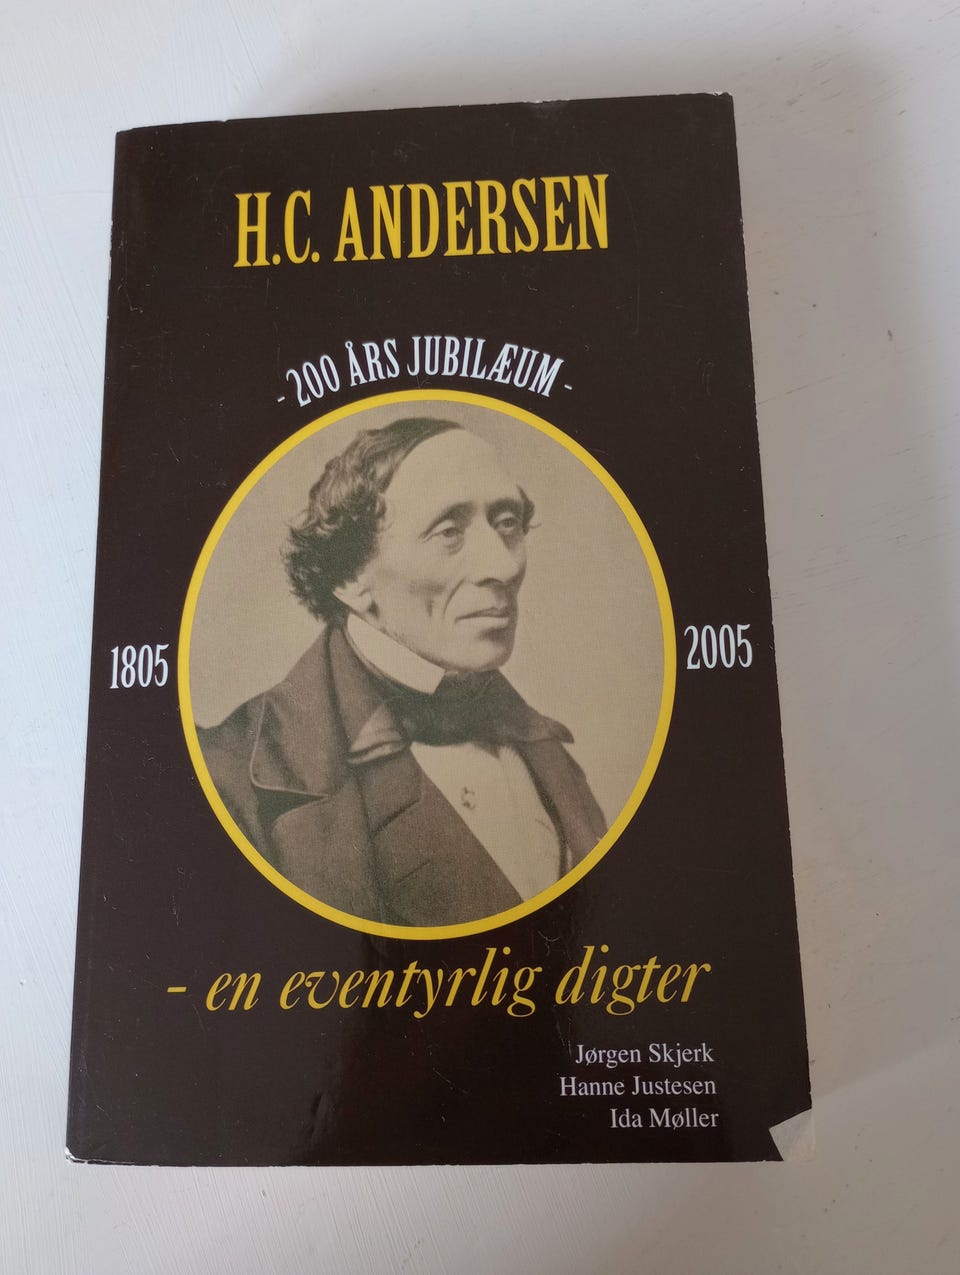 H.C. ANDERSEN
- 200 ÅRS JUBILÆUM -
1805
2005
- en eventyrlig digter
Jørgen Skjerk
Hanne Justesen
Ida Møller